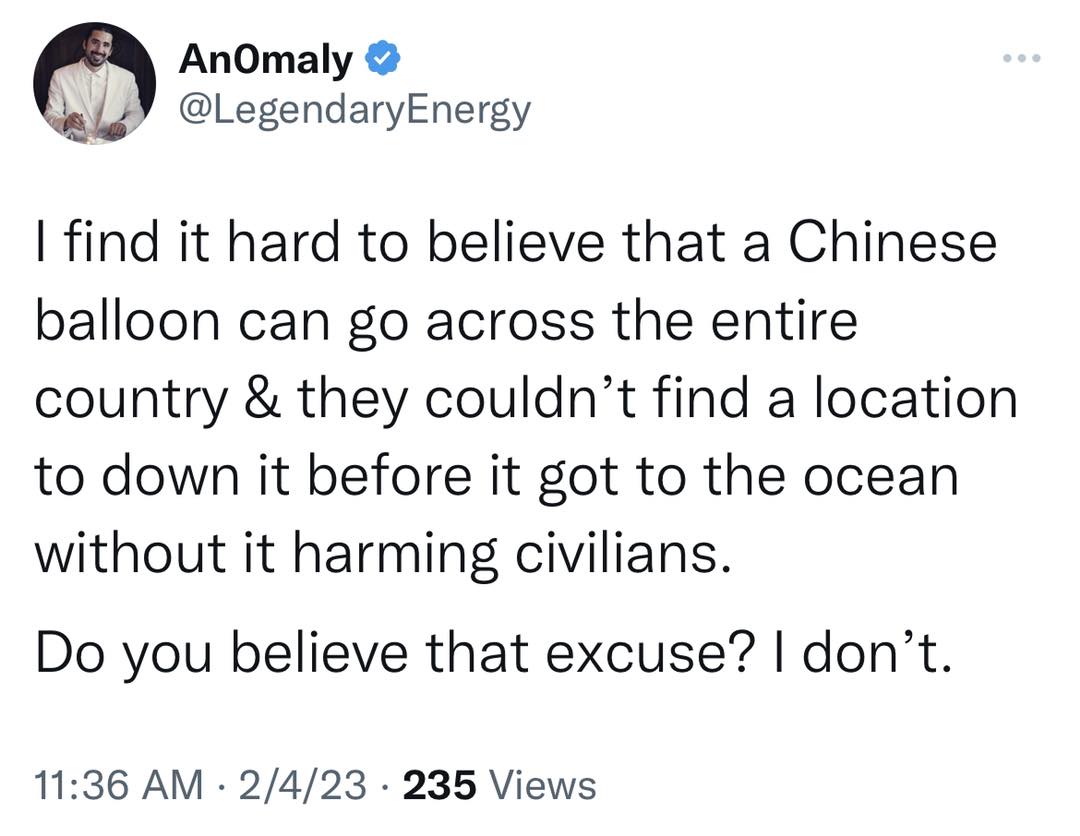 An0maly
@LegendaryEnergy
I find it hard to believe that a Chinese
balloon can go across the entire
country & they couldn’t find a location
to down it before it got to the ocean
without it harming civilians.
Do you believe that excuse? I don’t.
11:36 AM · 2/4/23 · 235 Views